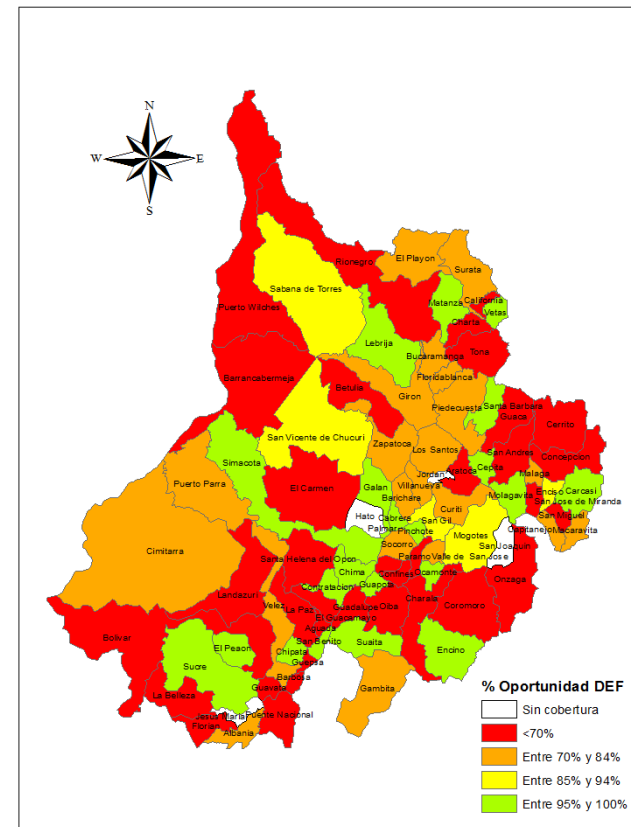 N
W E
S
El Playon
Rionegro
Surata
Sabana de Torres
Matanza
California
Vetas
Puerto Wilches
Charta
Lebrija
Tona
Bucaramanga
Barrancabermeja
Floridablanca
Betulia
Giron
Piedecuesta
Santa Barbara
Guaca
Cerrito
San Vicente de Chucuri
Zapatoca
Los Santos
San Andres
Concepcion
Simacota
Jordan
Cepita
Malaga
El Carmen
Galan
Villanueva
Enciso
Carcasi
Puerto Parra
Barichara
Molagavita
San Jose de Miranda
Hato
Cabrera
Curiti
San Miguel
Palmar
San Gil
Pinchote
Mogotes
Capitanejo
Macaravita
Cimitarra
Socorro
San Joaquin
Santa Helena del Opon
Paramo
Valle de San Jose
Chima
Confines
Ocamonte
Onzaga
Landazuri
Contratacion
Guapota
Velez
La Paz
Guadalupe
Oiba
Charala
Coromoro
El Guacamayo
Bolivar
Aguada
El Penon
San Benito
Suaita
Encino
Sucre
Chipata
Guepsa
Barbosa
Gambita
La Belleza
Guavata
Jesus Maria
Puente Nacional
Florian
Albania
% Oportunidad DEF
Sin cobertura
<70%
Entre 70% y 84%
Entre 85% y 94%
Entre 95% y 100%